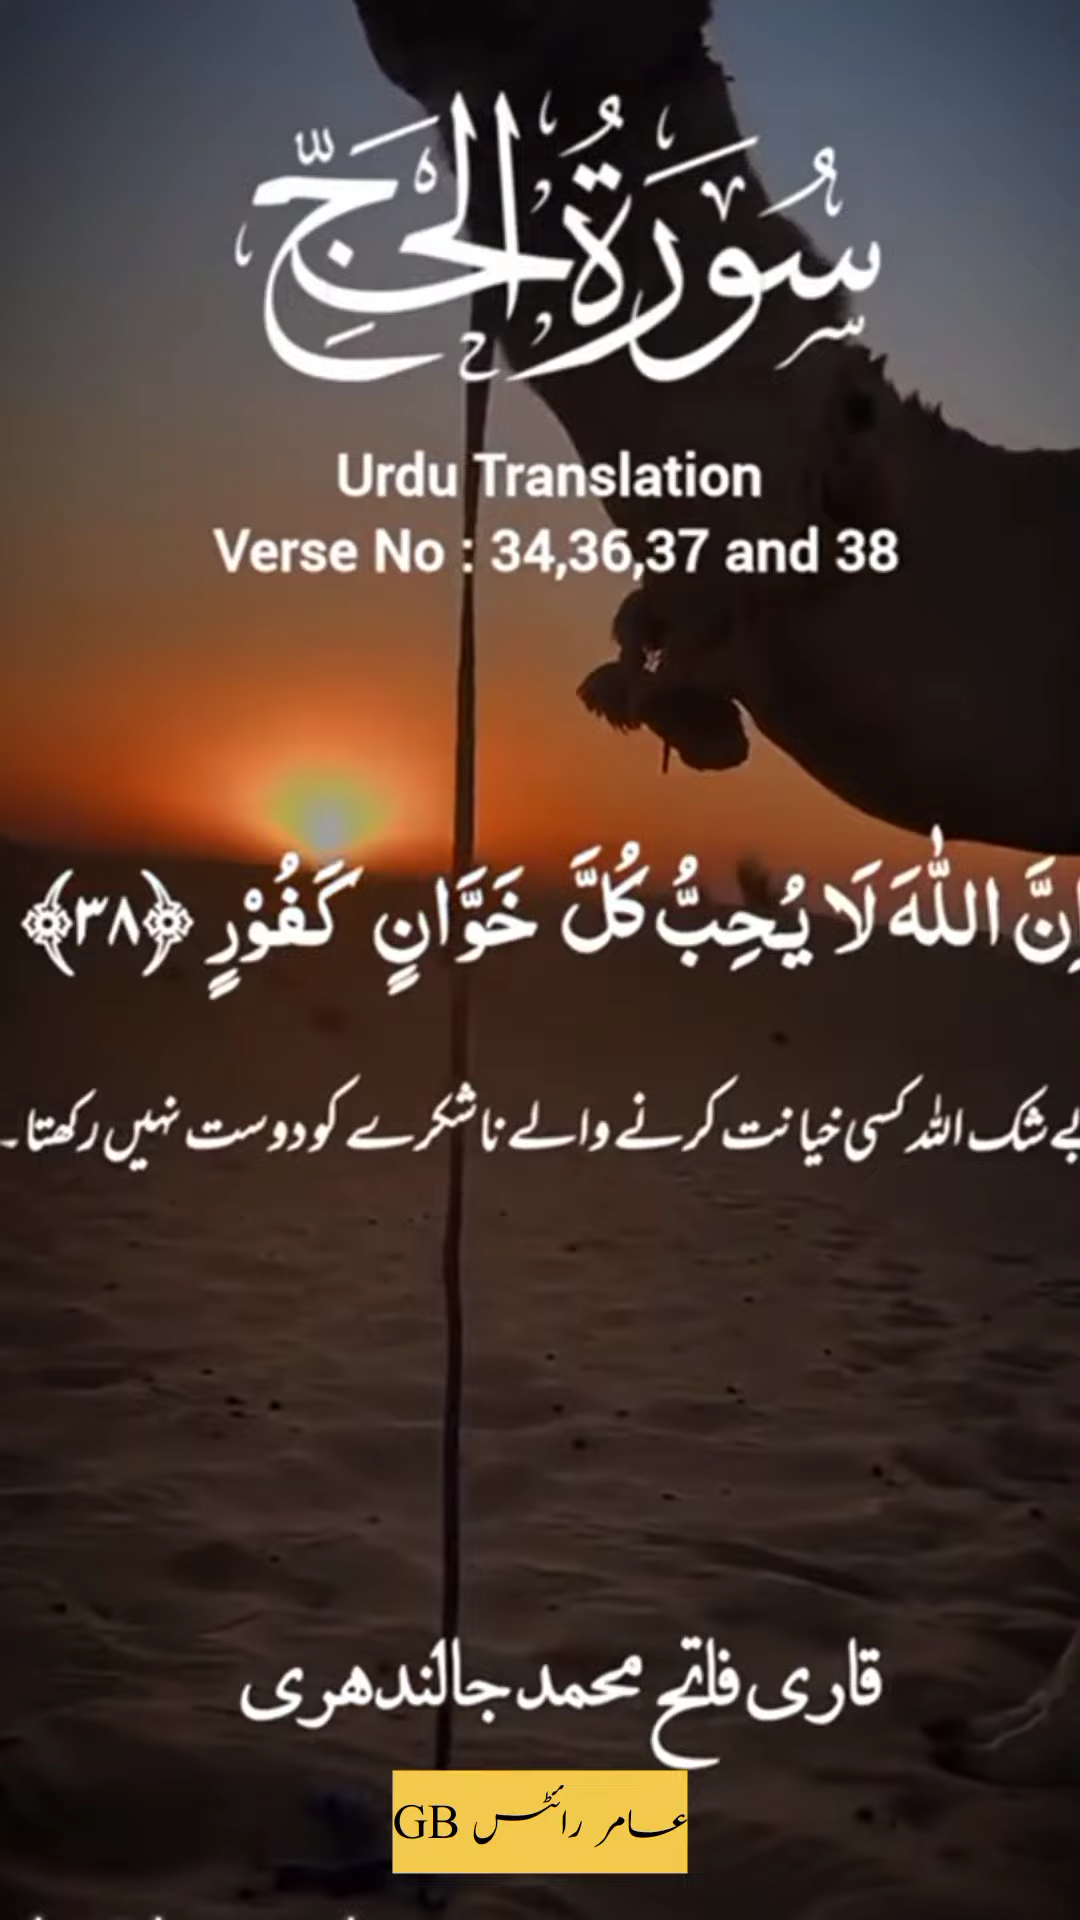 سُورَةُ الحَجِّ
Urdu Translation
Verse No : 34,36,37 and 38
اِنَّ اللّٰهَ لَا يُحِبُّ كُلَّ خَوَّانٍ كَفُوْرٍ ﴿٣٨﴾
بے شک اللہ کسی خیانت کرنے والے ناشکرے کو دوست نہیں رکھتا۔
قاری فاتح محمد جالندھری
عامر رائٹس GB